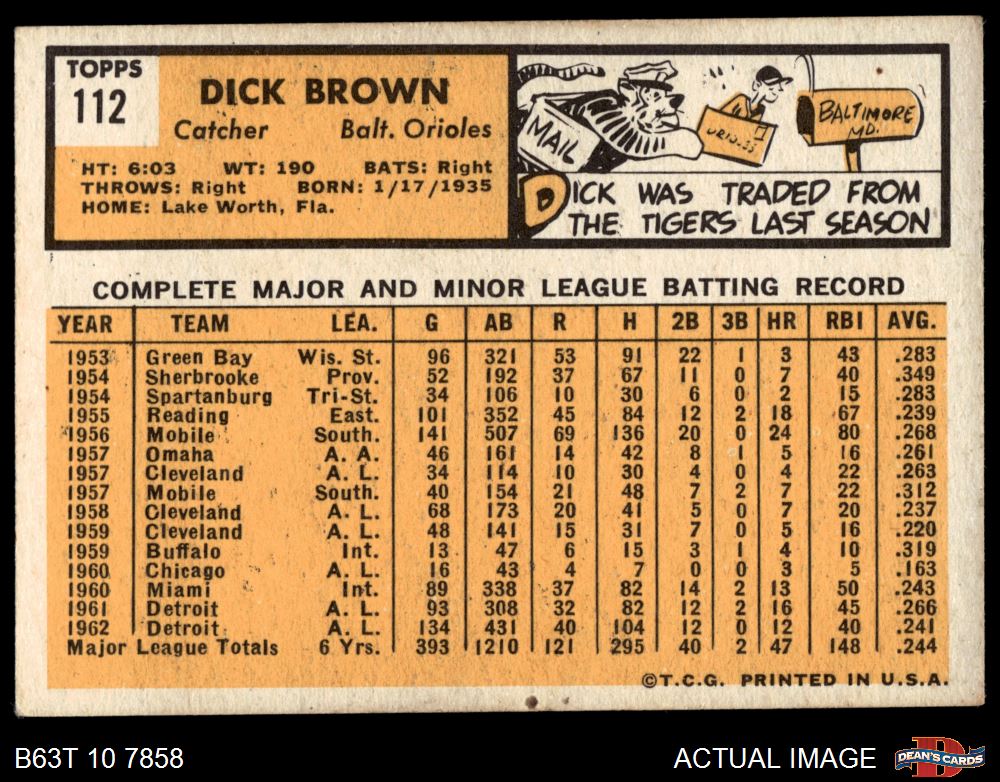 TOPPS
112
DICK BROWN
Catcher Balt. Orioles
HT: 6:03 WT: 190 BATS: Right
THROWS: Right BORN: 1/17/1935
HOME: Lake Worth, Fla.
MAIL
BALTIMORE
MD.
DICK WAS TRADED FROM
THE TIGERS LAST SEASON
COMPLETE MAJOR AND MINOR LEAGUE BATTING RECORD
YEAR TEAM LEA. G AB R H 2B 3B HR RBI AVG.
1953 Green Bay Wis. St. 96 321 53 91 22 1 3 43 .283
1954 Sherbrooke Prov. 52 192 37 67 11 0 7 40 .349
1954 Spartanburg Tri-St. 34 106 10 30 6 0 2 15 .283
1955 Reading East. 101 352 45 84 12 2 18 67 .239
1956 Mobile South. 141 507 69 136 20 0 24 80 .268
1957 Omaha A. A. 46 161 14 42 8 1 5 16 .261
1957 Cleveland A. L. 34 114 10 30 4 0 4 22 .263
1957 Mobile South. 40 154 21 48 7 2 7 22 .312
1958 Cleveland A. L. 68 173 20 41 5 0 7 20 .237
1959 Cleveland A. L. 48 141 15 31 7 0 5 16 .220
1959 Buffalo Int. 13 47 6 15 3 1 4 10 .319
1960 Chicago A. L. 16 43 4 7 0 0 3 5 .163
1960 Miami Int. 89 338 37 82 14 2 13 50 .243
1961 Detroit A. L. 93 308 32 82 12 2 16 45 .266
1962 Detroit A. L. 134 431 40 104 12 0 12 40 .241
Major League Totals 6 Yrs. 393 1210 121 295 40 2 47 148 .244
©T.C.G. PRINTED IN U.S.A.
B63T 10 7858 ACTUAL IMAGE DEAN'S CARDS